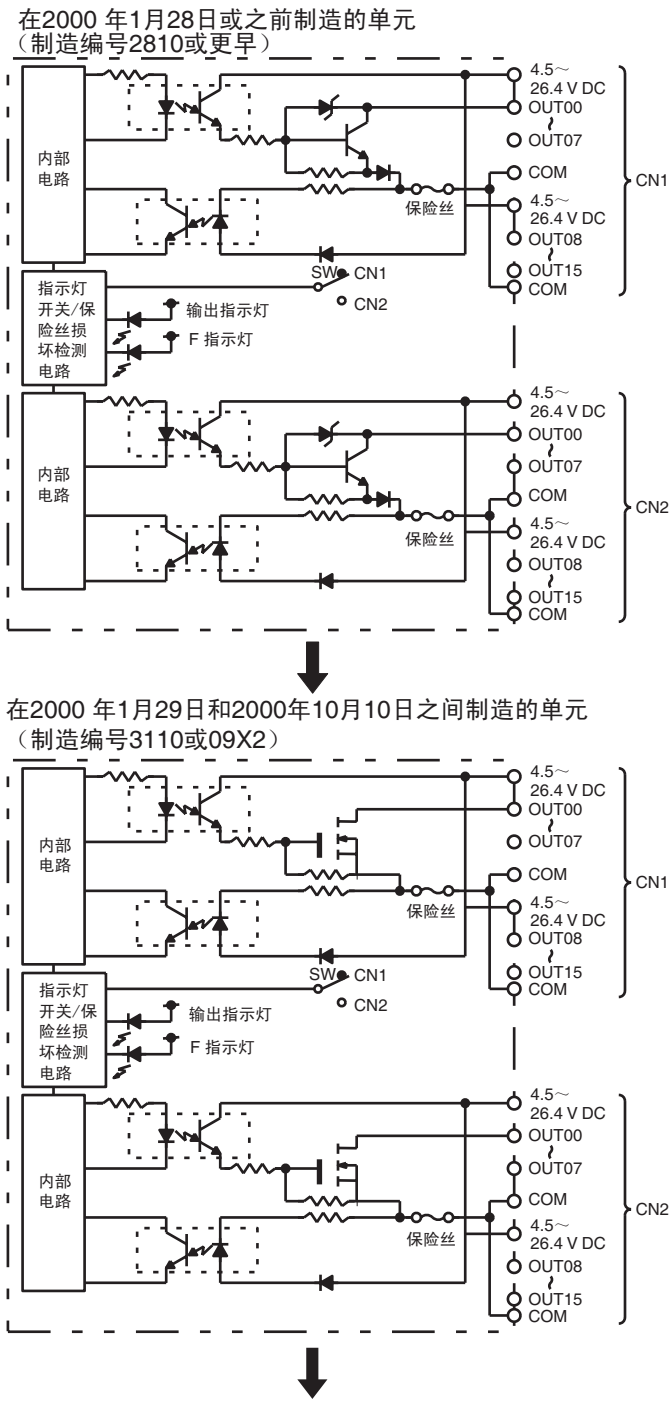 在2000 年1月28日或之前制造的单元
（制造编号2810或更早）
内部
电路
4.5～
26.4 V DC
OUT00
～
OUT07
COM
保险丝
4.5～
26.4 V DC
OUT08
～
OUT15
COM
CN1
指示灯
开关/保
险丝损
坏检测
电路
SW
CN1
CN2
输出指示灯
F 指示灯
内部
电路
4.5～
26.4 V DC
OUT00
～
OUT07
COM
保险丝
4.5～
26.4 V DC
OUT08
～
OUT15
COM
CN2
在2000 年1月29日和2000年10月10日之间制造的单元
（制造编号3110或09X2）
内部
电路
4.5～
26.4 V DC
OUT00
～
OUT07
COM
保险丝
4.5～
26.4 V DC
OUT08
～
OUT15
COM
CN1
指示灯
开关/保
险丝损
坏检测
电路
SW
CN1
CN2
输出指示灯
F 指示灯
内部
电路
4.5～
26.4 V DC
OUT00
～
OUT07
COM
保险丝
4.5～
26.4 V DC
OUT08
～
OUT15
COM
CN2